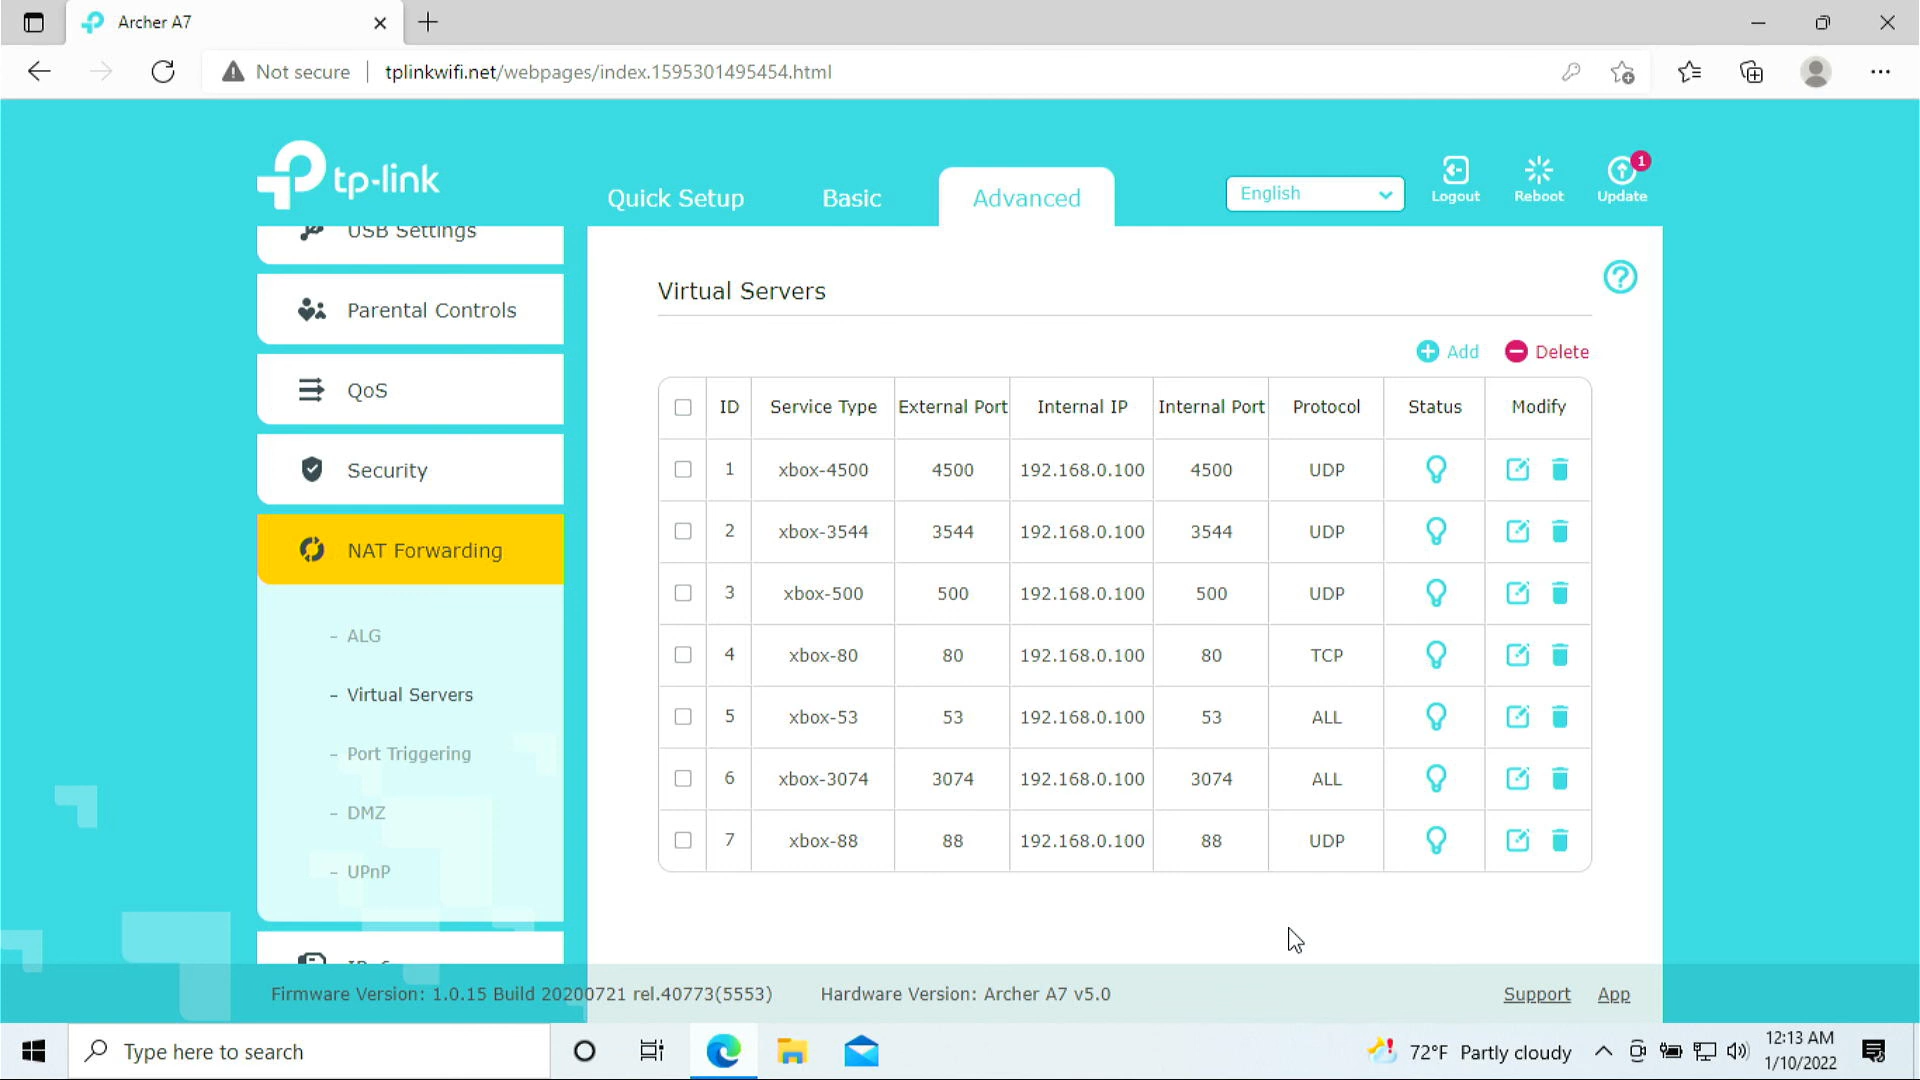 Archer A7
Not secure
tplinkwifi.net/webpages/index.1595301495454.html
tp-link
Quick Setup
Basic
Advanced
English
Logout
Reboot
Update
1
USB Settings
Parental Controls
QoS
Security
NAT Forwarding
- ALG
- Virtual Servers
- Port Triggering
- DMZ
- UPnP
Virtual Servers
Add
Delete
ID Service Type External Port Internal IP Internal Port Protocol Status Modify
1 xbox-4500 4500 192.168.0.100 4500 UDP
2 xbox-3544 3544 192.168.0.100 3544 UDP
3 xbox-500 500 192.168.0.100 500 UDP
4 xbox-80 80 192.168.0.100 80 TCP
5 xbox-53 53 192.168.0.100 53 ALL
6 xbox-3074 3074 192.168.0.100 3074 ALL
7 xbox-88 88 192.168.0.100 88 UDP
Firmware Version: 1.0.15 Build 20200721 rel.40773(5553)
Hardware Version: Archer A7 v5.0
Support
App
Type here to search
72°F Partly cloudy
12:13 AM
1/10/2022